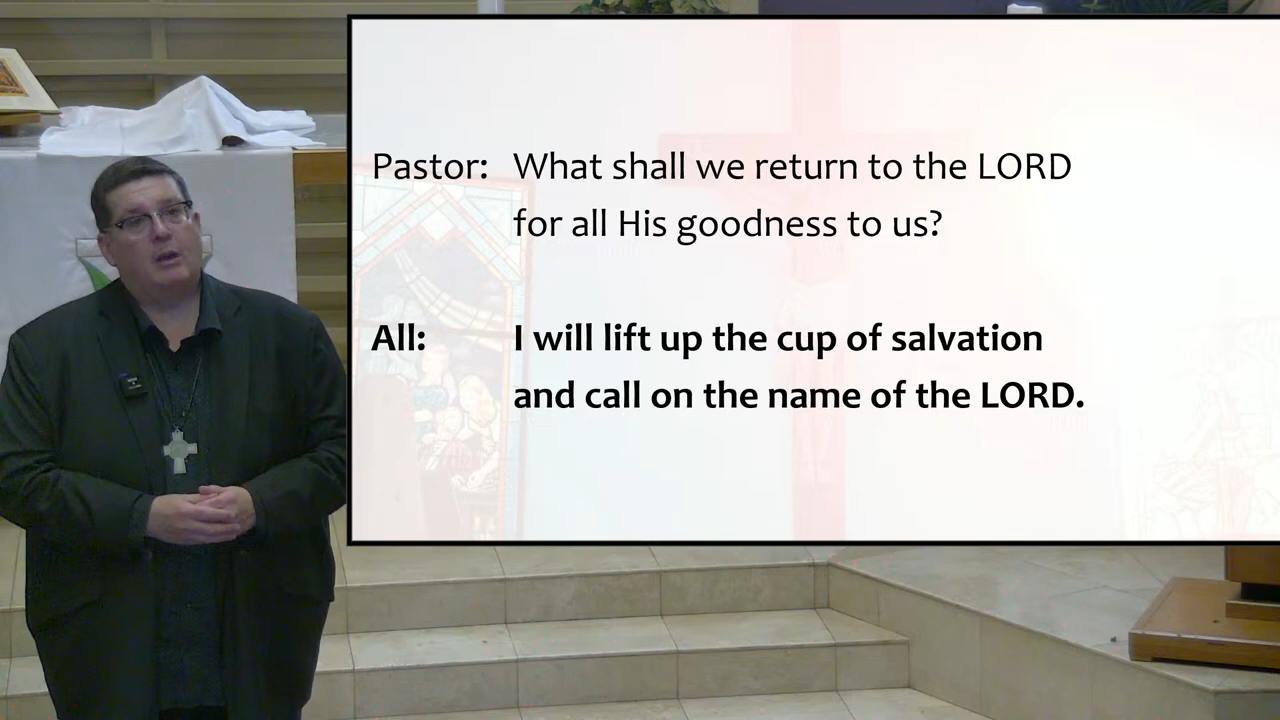 Pastor: What shall we return to the LORD
for all His goodness to us?
All: I will lift up the cup of salvation
and call on the name of the LORD.